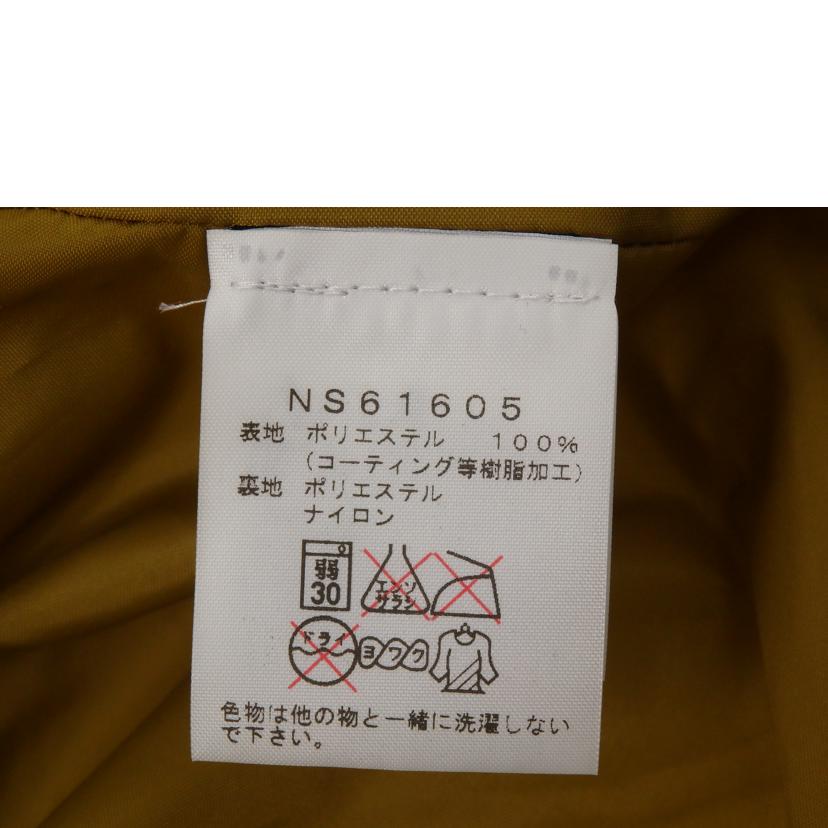 NS61605
表地 ポリエステル 100%
(コーティング等樹脂加工)
裏地 ポリエステル
ナイロン
弱
30
エンソ
サラシ
ドライ
ヨワク
色物は他の物と一緒に洗濯しない
で下さい。